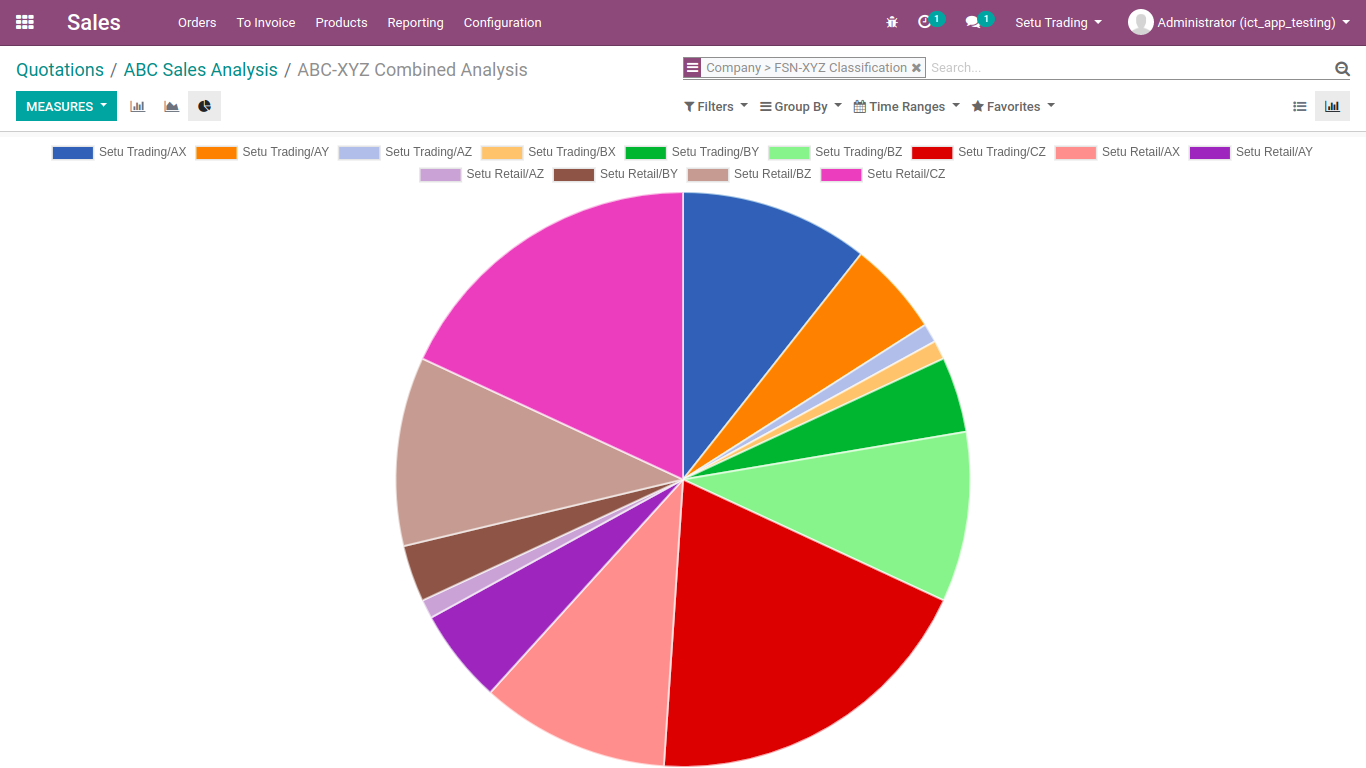 Sales Orders To Invoice Products Reporting Configuration 1 1 Setu Trading Administrator (ict_app_testing)
Quotations / ABC Sales Analysis / ABC-XYZ Combined Analysis Company > FSN-XYZ Classification Search...
MEASURES Filters Group By Time Ranges Favorites
Setu Trading/AX Setu Trading/AY Setu Trading/AZ Setu Trading/BX Setu Trading/BY Setu Trading/BZ Setu Trading/CZ Setu Retail/AX Setu Retail/AY
Setu Retail/AZ Setu Retail/BY Setu Retail/BZ Setu Retail/CZ